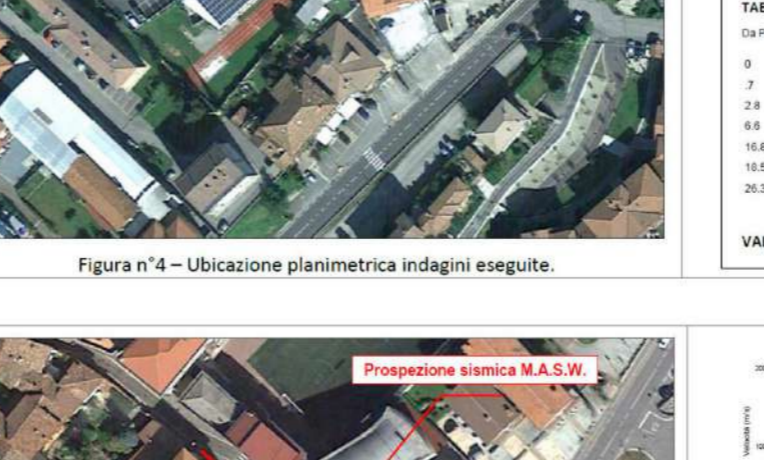 TAB
Da P
0
.7
2.8
6.6
16.8
18.5
26.3
VAL
Figura n°4 – Ubicazione planimetrica indagini eseguite.
Prospezione sismica M.A.S.W.
Velocità (m/s)